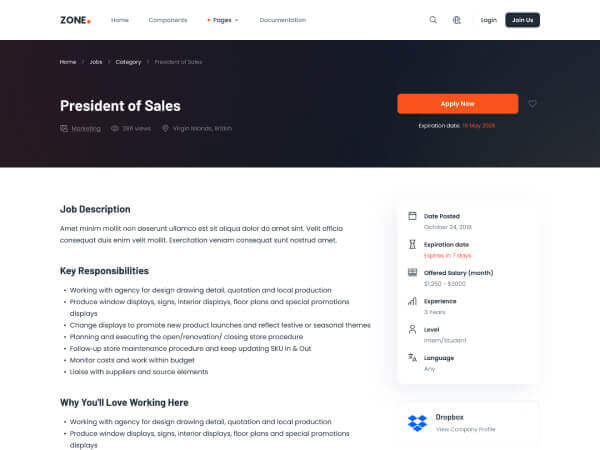 ZONE.
Home Components Pages Documentation Login Join Us
Home / Jobs / Category / President of Sales
President of Sales
Apply Now
Marketing 286 views Virgin Islands, British
Expiration date: 19 May 2026
Job Description
Amet minim mollit non deserunt ullamco est sit aliqua dolor do amet sint. Velit officia
consequat duis enim velit mollit. Exercitation veniam consequat sunt nostrud amet.
Key Responsibilities
• Working with agency for design drawing detail, quotation and local production
• Produce window displays, signs, interior displays, floor plans and special promotions
displays
• Change displays to promote new product launches and reflect festive or seasonal themes
• Planning and executing the open/renovation/ closing store procedure
• Follow-up store maintenance procedure and keep updating SKU In & Out
• Monitor costs and work within budget
• Liaise with suppliers and source elements
Why You'll Love Working Here
• Working with agency for design drawing detail, quotation and local production
• Produce window displays, signs, interior displays, floor plans and special promotions
displays
Date Posted
October 24, 2018
Expiration date
Expires in 7 days
Offered Salary (month)
$1,250 - $3000
Experience
3 Years
Level
Intern/Student
Language
Any
Dropbox
View Company Profile